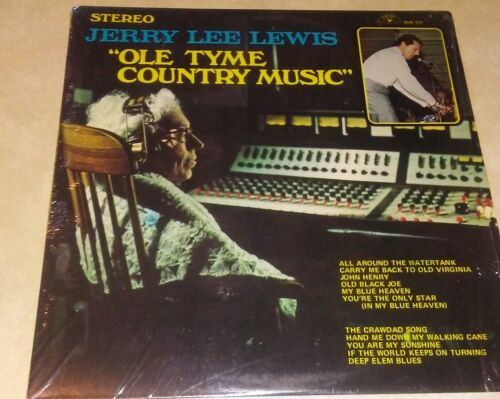 STEREO
JERRY LEE LEWIS
"OLE TYME
COUNTRY MUSIC"
SUN 121
ALL AROUND THE WATERTANK
CARRY ME BACK TO OLD VIRGINIA
JOHN HENRY
OLD BLACK JOE
MY BLUE HEAVEN
YOU'RE THE ONLY STAR
(IN MY BLUE HEAVEN)
THE CRAWDAD SONG
HAND ME DOWN MY WALKING CANE
YOU ARE MY SUNSHINE
IF THE WORLD KEEPS ON TURNING
DEEP ELEM BLUES